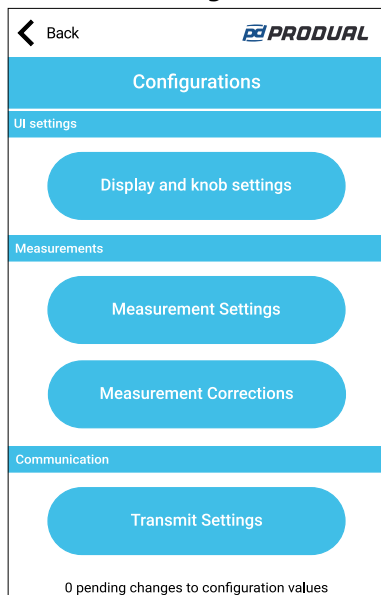 Back
pd PRODUAL
Configurations
UI settings
Display and knob settings
Measurements
Measurement Settings
Measurement Corrections
Communication
Transmit Settings
0 pending changes to configuration values